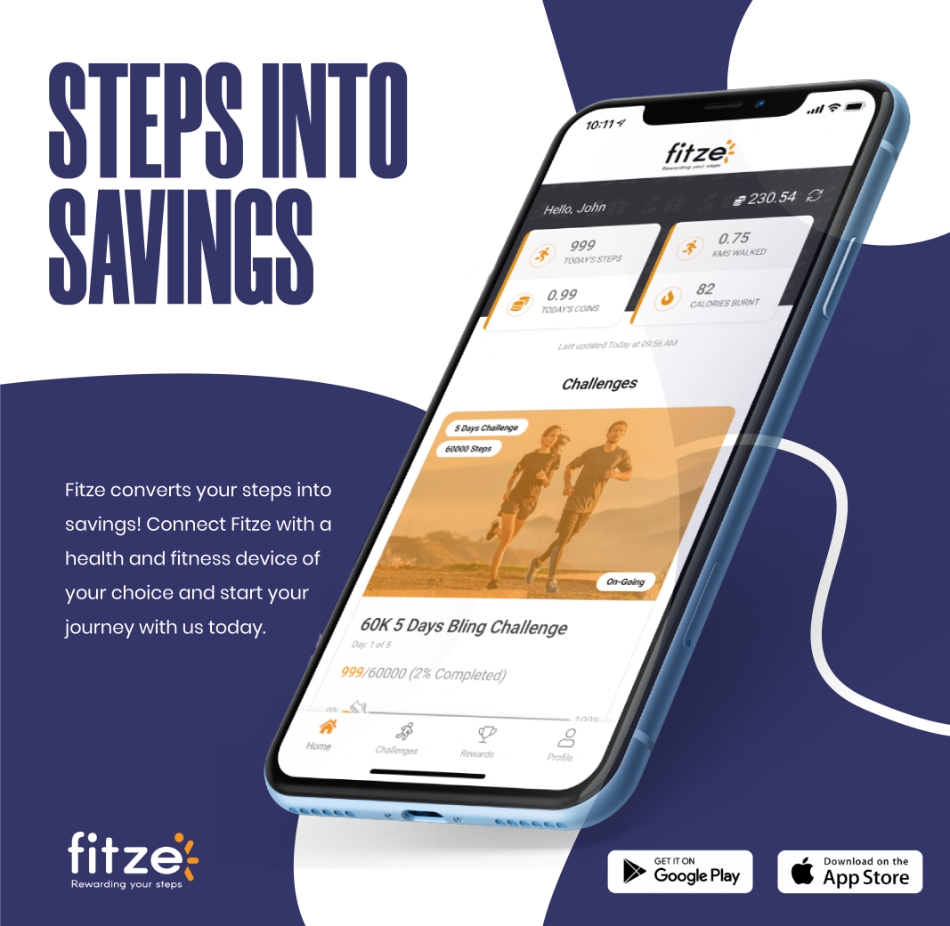 STEPS INTO
SAVINGS
10:11
fitze
Rewarding your steps
Hello, John
230.54
999
TODAY'S STEPS
0.75
KMS WALKED
0.99
TODAY'S COINS
82
CALORIES BURNT
Last updated Today at 09:56 AM
Challenges
5 Days Challenge
60000 Steps
On-Going
60K 5 Days Bling Challenge
Day: 1 of 5
999/60000 (2% Completed)
0%
100%
Home
Challenges
Rewards
Profile
Fitze converts your steps into
savings! Connect Fitze with a
health and fitness device of
your choice and start your
journey with us today.
fitze
Rewarding your steps
GET IT ON
Google Play
Download on the
App Store